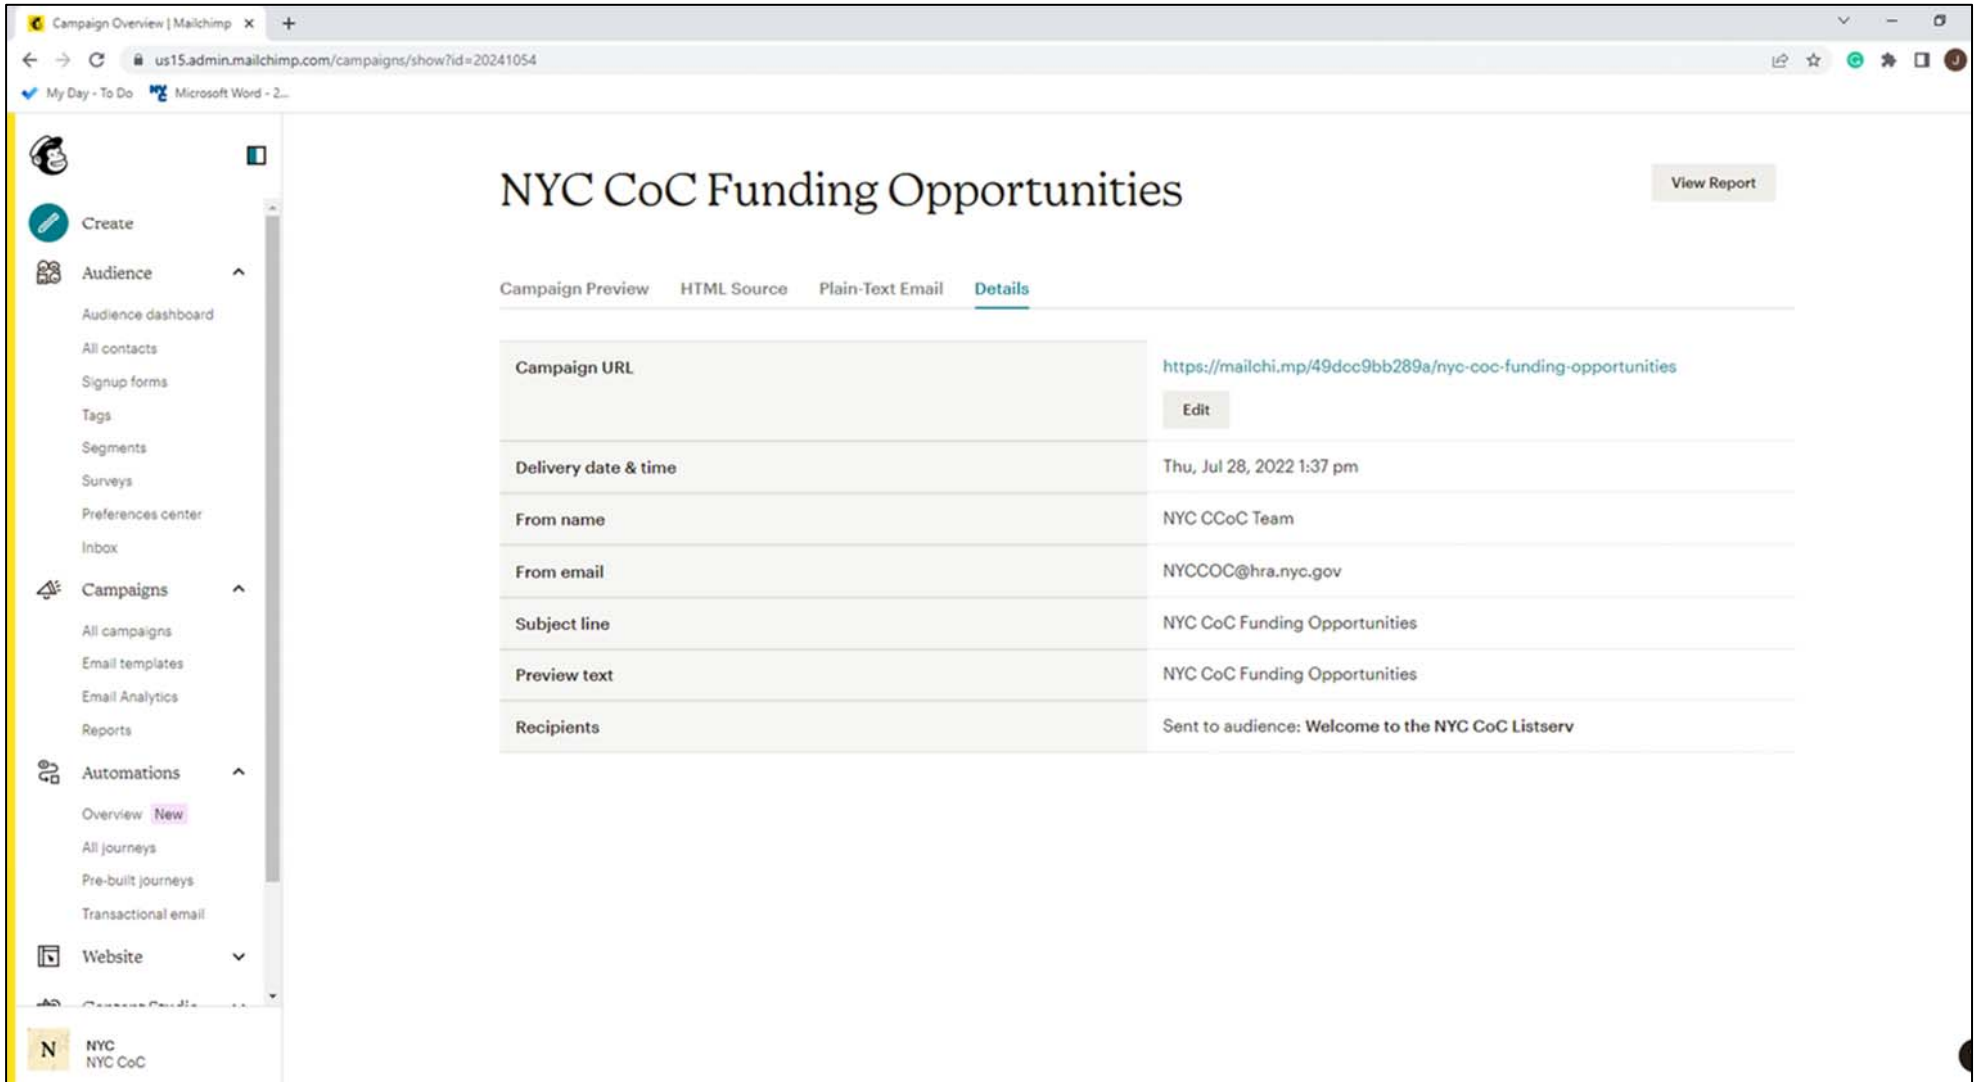 Campaign Overview | Mailchimp
us15.admin.mailchimp.com/campaigns/show?id=20241054
J
My Day - To Do
NYC
Microsoft Word - 2...
Create
Audience
Audience dashboard
All contacts
Signup forms
Tags
Segments
Surveys
Preferences center
Inbox
Campaigns
All campaigns
Email templates
Email Analytics
Reports
Automations
Overview New
All journeys
Pre-built journeys
Transactional email
Website
Content Studio
N
NYC
NYC CoC
NYC CoC Funding Opportunities
View Report
Campaign Preview HTML Source Plain-Text Email Details
Campaign URL https://mailchi.mp/49dcc9bb289a/nyc-coc-funding-opportunities
Edit
Delivery date & time Thu, Jul 28, 2022 1:37 pm
From name NYC CCoC Team
From email NYCCOC@hra.nyc.gov
Subject line NYC CoC Funding Opportunities
Preview text NYC CoC Funding Opportunities
Recipients Sent to audience: Welcome to the NYC CoC Listserv